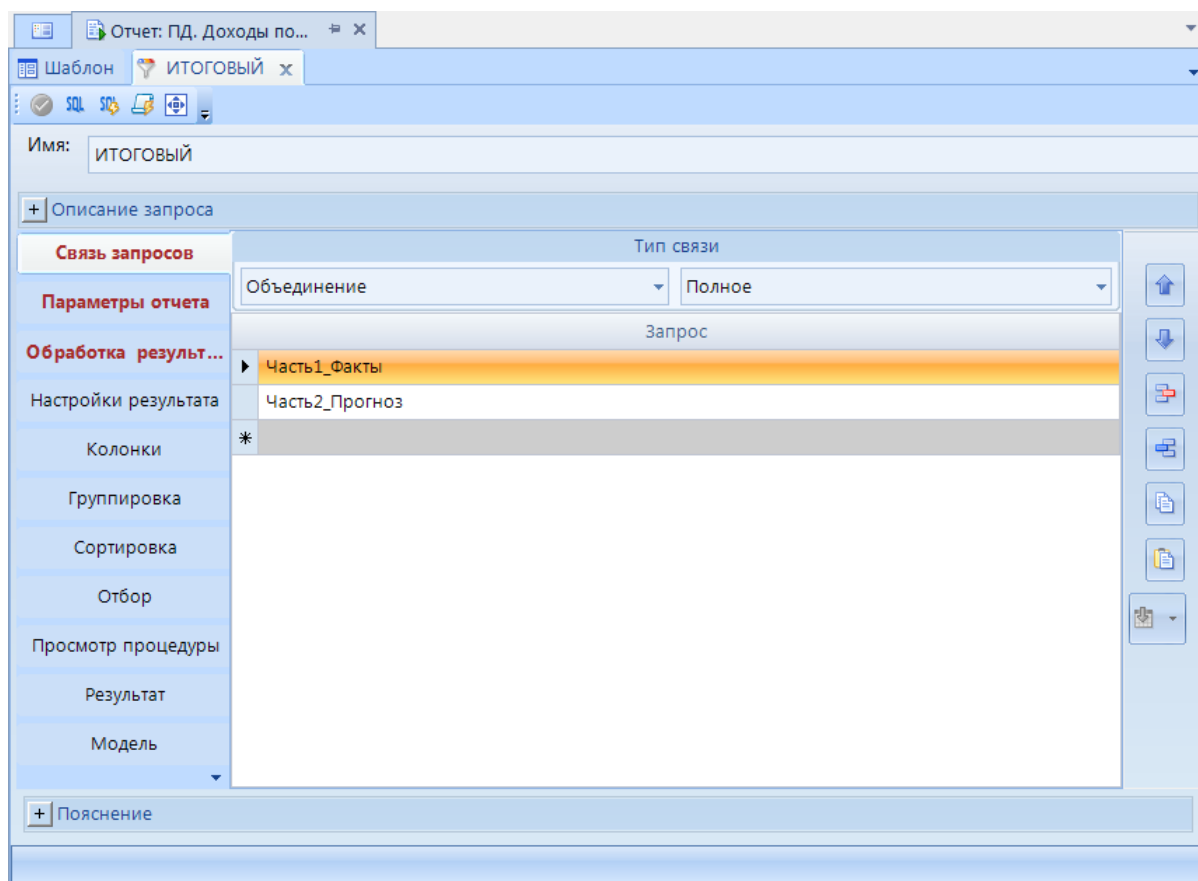 Отчет: ПД. Доходы по...
Шаблон ИТОГОВЫЙ
SQL
Имя: ИТОГОВЫЙ
Описание запроса
Связь запросов
Параметры отчета
Обработка результ...
Настройки результата
Колонки
Группировка
Сортировка
Отбор
Просмотр процедуры
Результат
Модель
Тип связи
Объединение Полное
Запрос
Часть1_Факты
Часть2_Прогноз
Пояснение